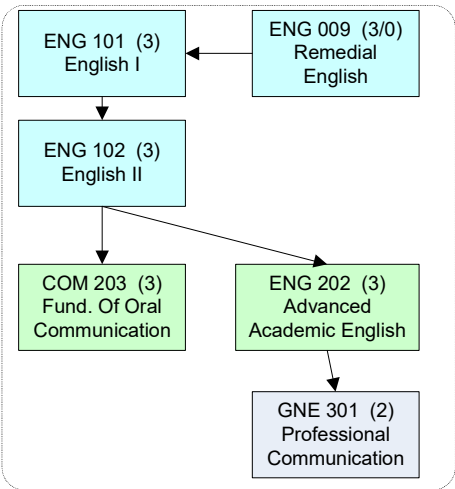 ENG 101 (3)
English I
ENG 009 (3/0)
Remedial
English
ENG 102 (3)
English II
COM 203 (3)
Fund. Of Oral
Communication
ENG 202 (3)
Advanced
Academic English
GNE 301 (2)
Professional
Communication